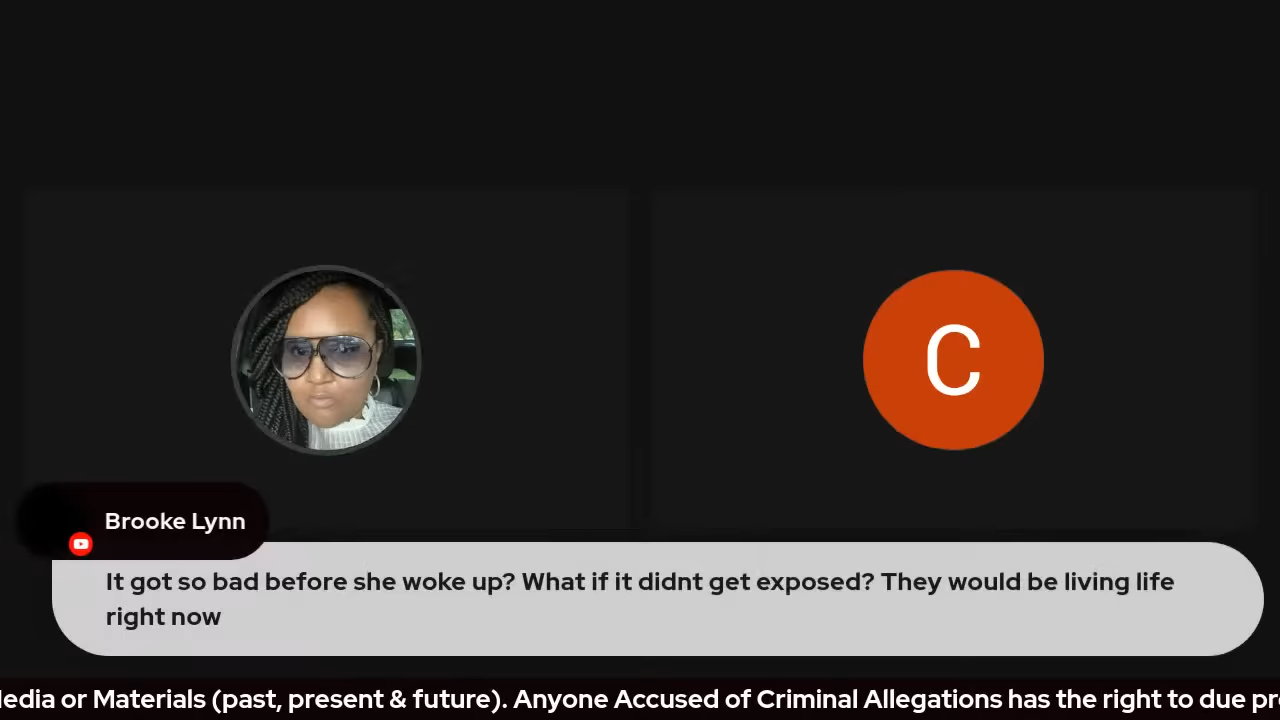 C
Brooke Lynn
It got so bad before she woke up? What if it didnt get exposed? They would be living life
right now
or Materials (past, present & future). Anyone Accused of Criminal Allegations has the right to due